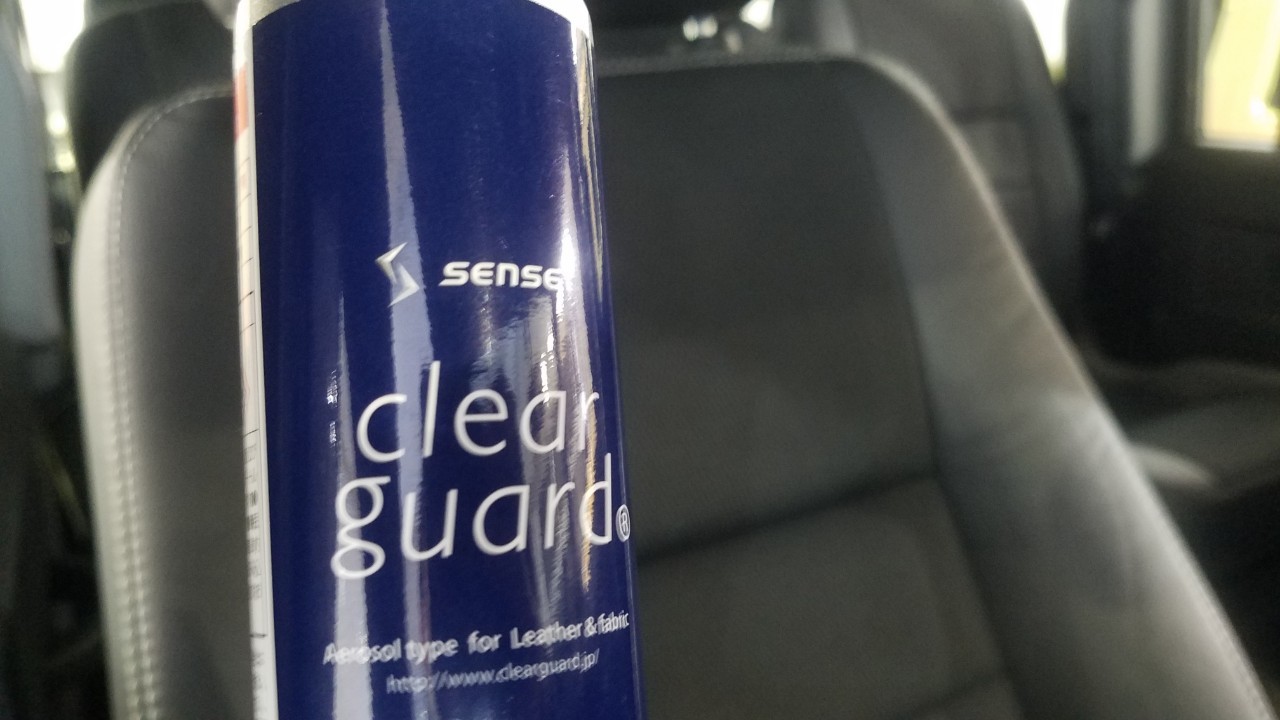 SENSE
clear
guard®
Aerosol type for Leather & fabric
http://www.clearguard.jp/